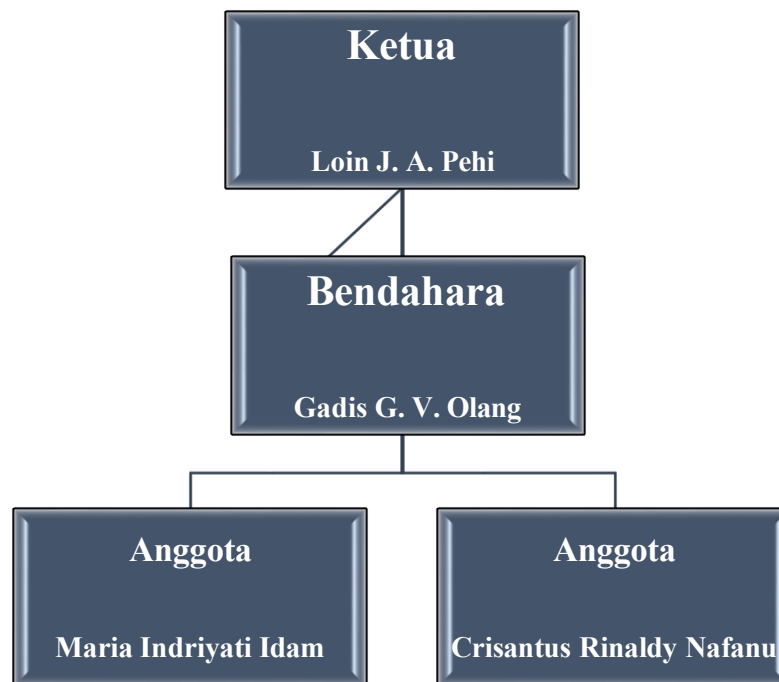 Ketua
Loin J. A. Pehi
Bendahara
Gadis G. V. Olang
Anggota
Maria Indriyati Idam
Anggota
Crisantus Rinaldy Nafanu